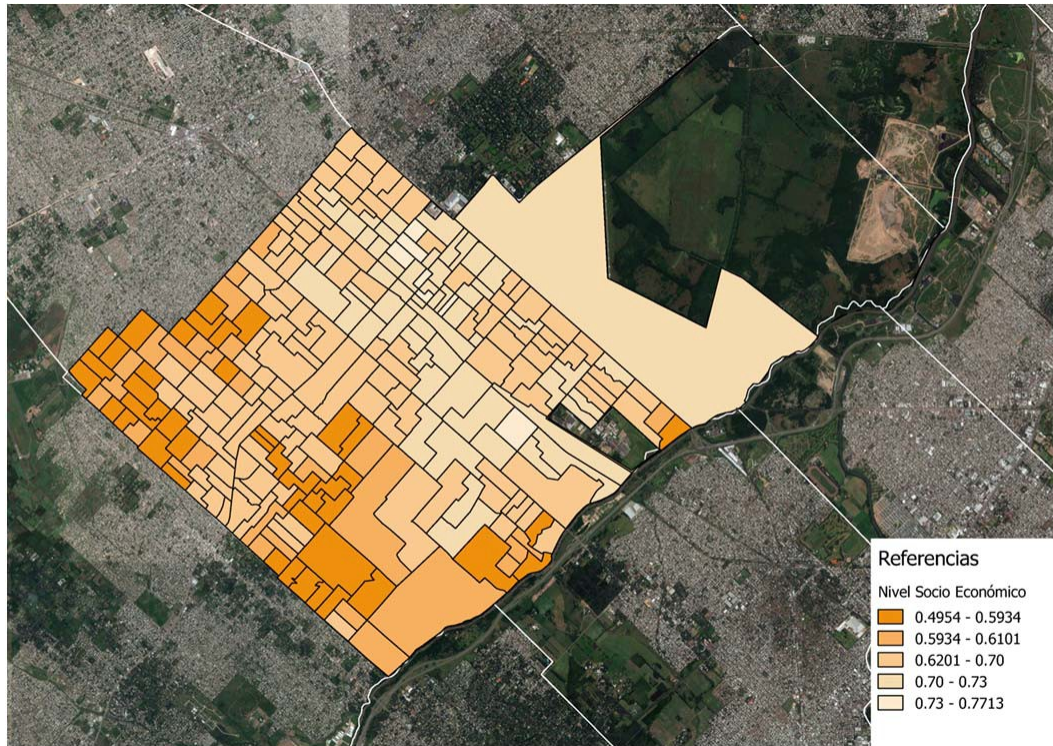 Referencias
Nivel Socio Económico
0.4954 - 0.5934
0.5934 - 0.6101
0.6201 - 0.70
0.70 - 0.73
0.73 - 0.7713